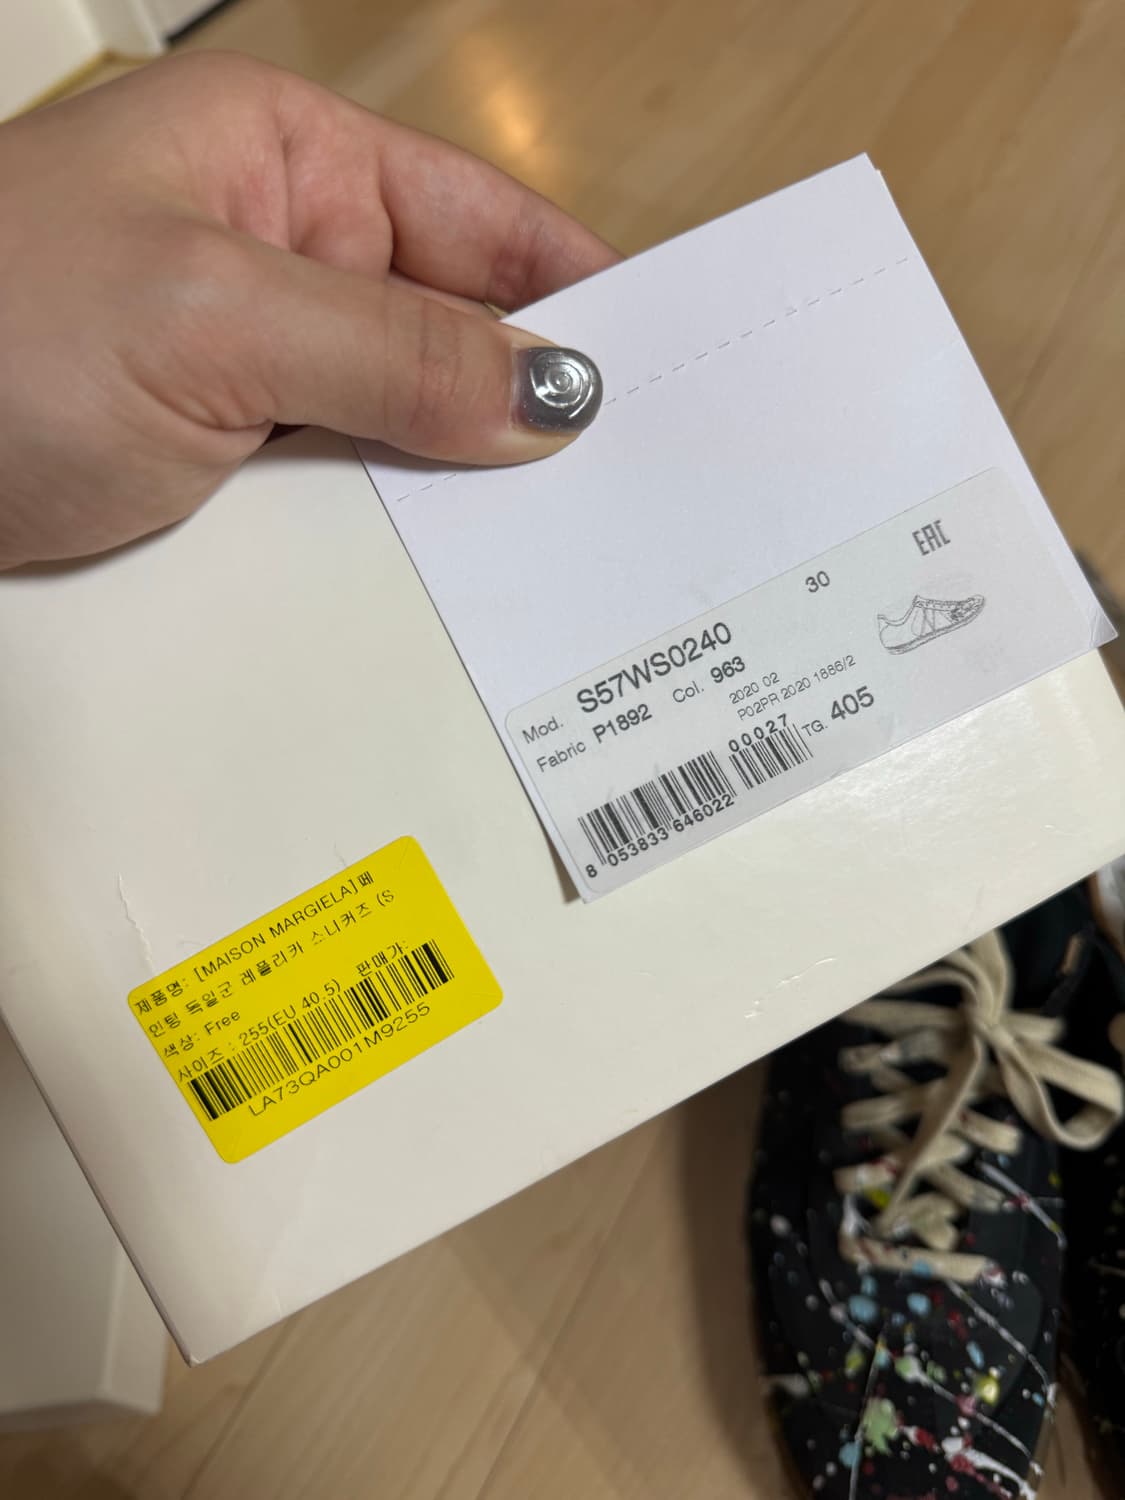 30
EAC
Mod. S57WS0240
Fabric P1892 Col. 963
2020 02
P02PR 2020 1886/2
00027 TG. 405
8 053833 646022
제품명: [MAISON MARGIELA]페
인팅 독일군 레플리카 스니커즈 (S
색상: Free
사이즈 : 255(EU 40.5) 판매가:
LA73QA001M9255